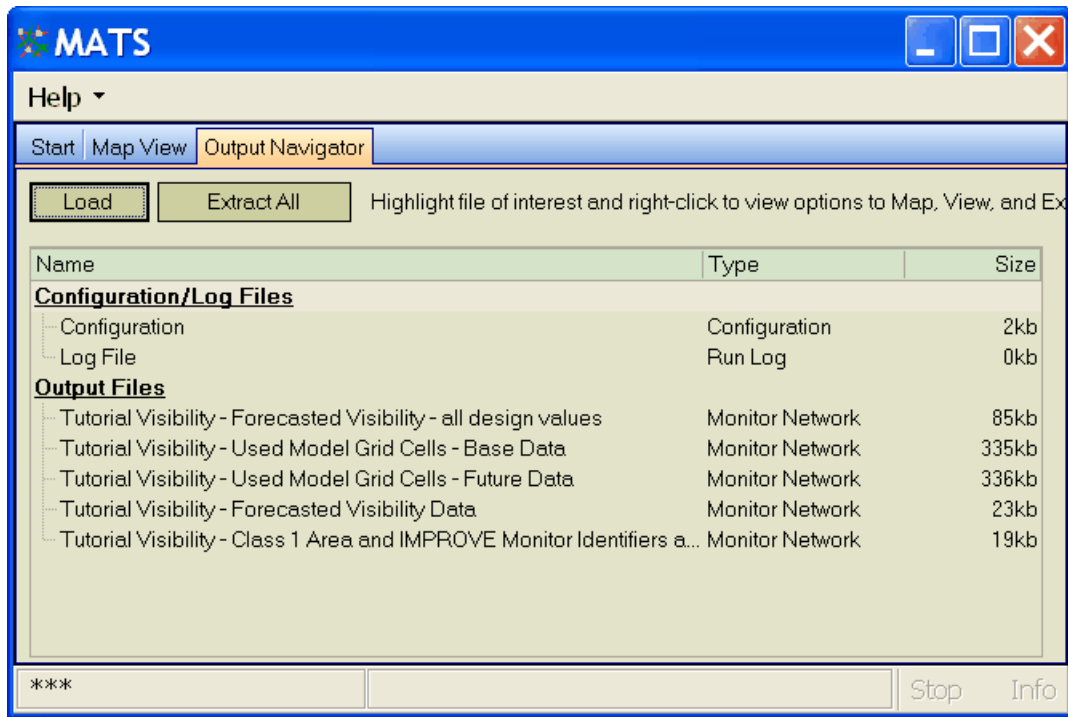 MATS
Help
Start Map View Output Navigator
Load Extract All Highlight file of interest and right-click to view options to Map, View, and Ex
Name Type Size
Configuration/Log Files
Configuration Configuration 2kb
Log File Run Log 0kb
Output Files
Tutorial Visibility - Forecasted Visibility - all design values Monitor Network 85kb
Tutorial Visibility - Used Model Grid Cells - Base Data Monitor Network 335kb
Tutorial Visibility - Used Model Grid Cells - Future Data Monitor Network 336kb
Tutorial Visibility - Forecasted Visibility Data Monitor Network 23kb
Tutorial Visibility - Class 1 Area and IMPROVE Monitor Identifiers a... Monitor Network 19kb
*** Stop Info